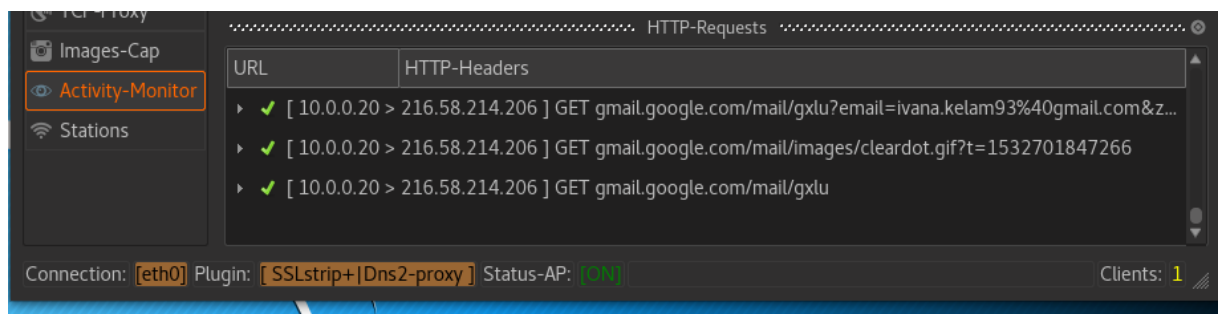 TCP-Proxy
HTTP-Requests
Images-Cap
URL HTTP-Headers
Activity-Monitor
[ 10.0.0.20 > 216.58.214.206 ] GET gmail.google.com/mail/gxlu?email=ivana.kelam93%40gmail.com&z...
Stations
[ 10.0.0.20 > 216.58.214.206 ] GET gmail.google.com/mail/images/cleardot.gif?t=1532701847266
[ 10.0.0.20 > 216.58.214.206 ] GET gmail.google.com/mail/gxlu
Connection: [eth0] Plugin: [ SSLstrip+|Dns2-proxy ] Status-AP: [ON] Clients: 1